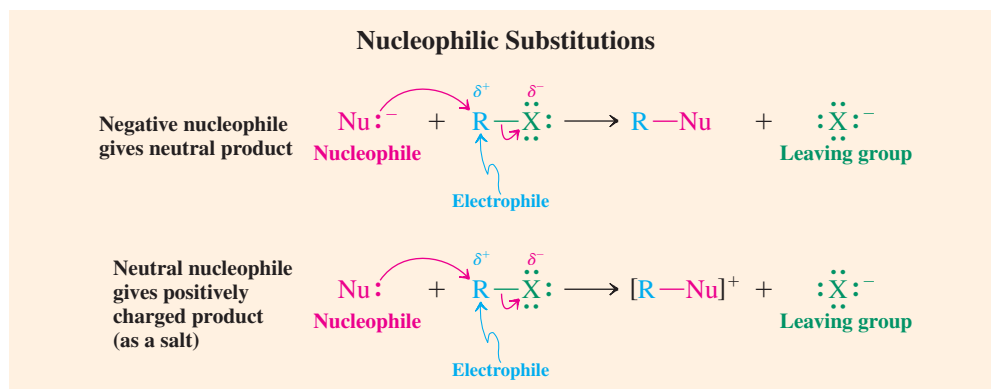 Nucleophilic Substitutions
δ+ δ−
Negative nucleophile
gives neutral product
Nu:− + R—X: ⟶ R—Nu + :X:−
Nucleophile Leaving group
Electrophile
δ+ δ−
Neutral nucleophile
gives positively
charged product
(as a salt)
Nu: + R—X: ⟶ [R—Nu]+ + :X:−
Nucleophile Leaving group
Electrophile